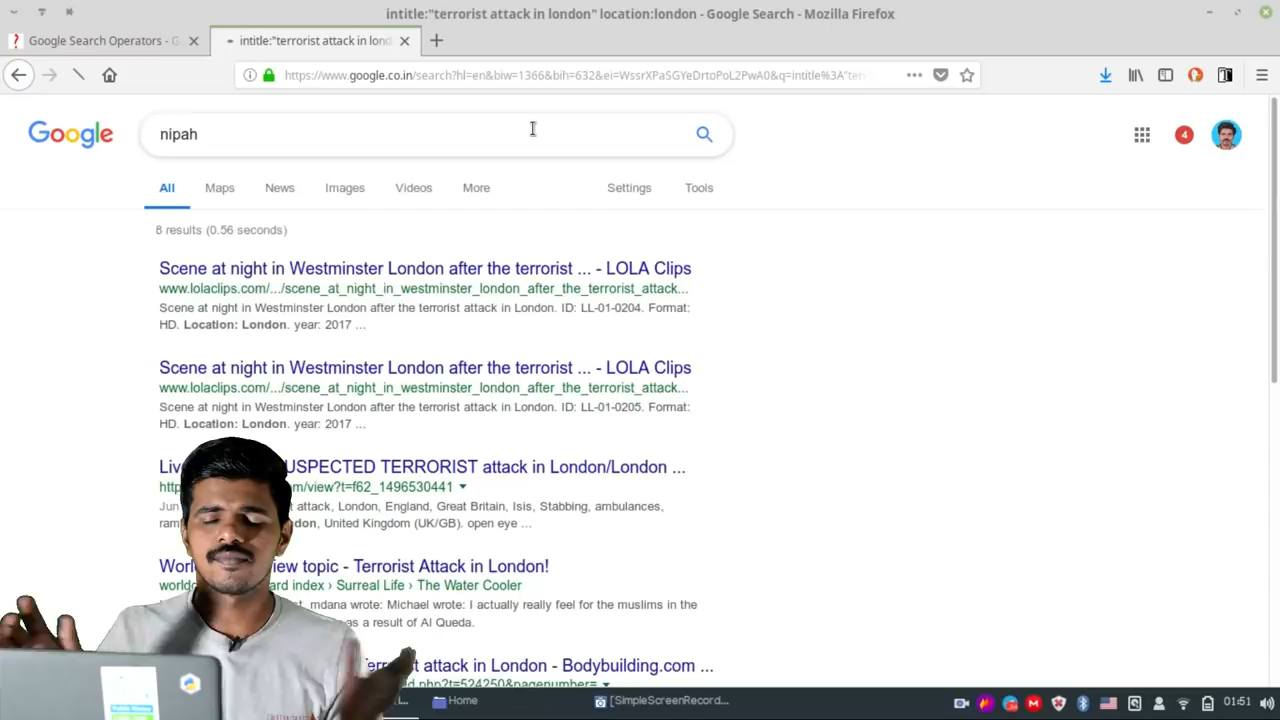 intitle:"terrorist attack in london" location:london - Google Search - Mozilla Firefox
Google Search Operators - G
intitle:"terrorist attack in lond
https://www.google.co.in/search?hl=en&biw=1366&bih=632&ei=WssrXPaSGYeDrtoPoL2PwA0&q=intitle%3A"ter
Google
nipah
4
All Maps News Images Videos More Settings Tools
8 results (0.56 seconds)
Scene at night in Westminster London after the terrorist ... - LOLA Clips
www.lolaclips.com/.../scene_at_night_in_westminster_london_after_the_terrorist_attack...
Scene at night in Westminster London after the terrorist attack in London. ID: LL-01-0204. Format:
HD. Location: London. year: 2017 ...
Scene at night in Westminster London after the terrorist ... - LOLA Clips
www.lolaclips.com/.../scene_at_night_in_westminster_london_after_the_terrorist_attack...
Scene at night in Westminster London after the terrorist attack in London. ID: LL-01-0205. Format:
HD. Location: London. year: 2017 ...
USPECTED TERRORIST attack in London/London ...
m/view?t=f62_1496530441
Jun attack, London, England, Great Britain, Isis, Stabbing, ambulances,
don, United Kingdom (UK/GB). open eye ...
iew topic - Terrorist Attack in London!
ard index › Surreal Life › The Water Cooler
mdana wrote: Michael wrote: I actually really feel for the muslims in the
as a result of Al Queda.
attack in London - Bodybuilding.com ...
d.php?t=524250&pagenumber=
Home
[SimpleScreenRecord...
01:51